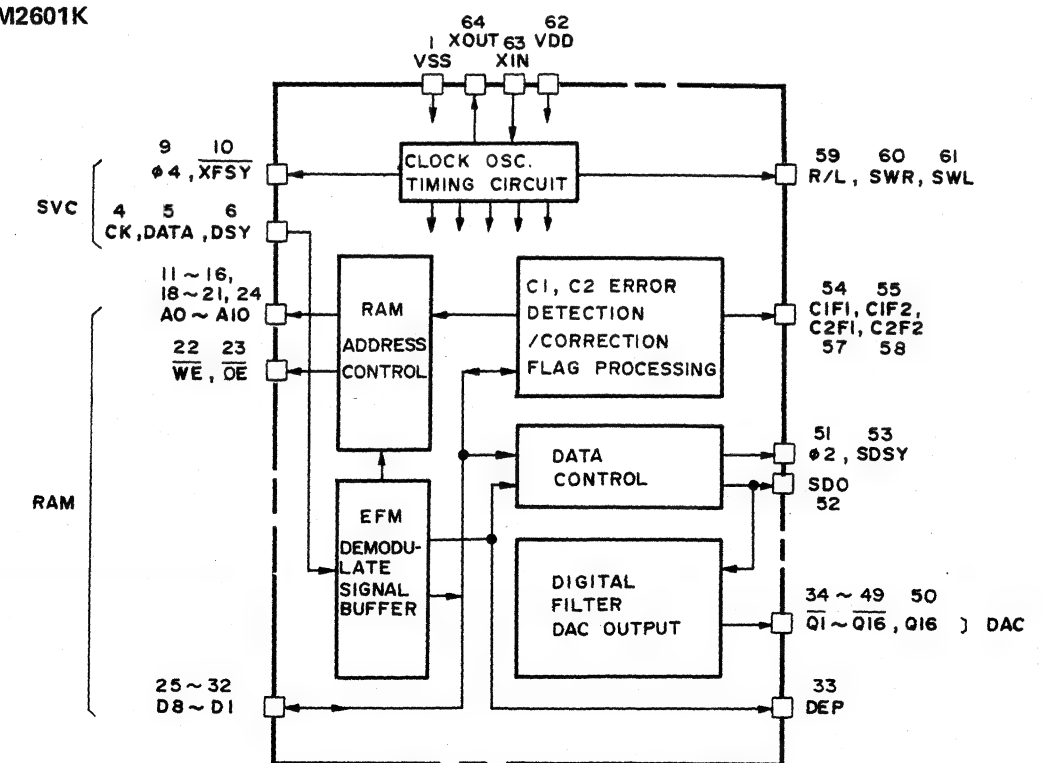 M2601K
64 62
1 XOUT 63 VDD
VSS XIN
9 10
φ4, XFSY
SVC
4 5 6
CK, DATA, DSY
CLOCK OSC.
TIMING CIRCUIT
59 60 61
R/L, SWR, SWL
11~16,
18~21, 24
A0~A10
22 23
WE, OE
RAM
ADDRESS
CONTROL
C1, C2 ERROR
DETECTION
/CORRECTION
FLAG PROCESSING
54 55
C1F1, C1F2,
C2F1, C2F2
57 58
RAM
EFM
DEMODU-
LATE
SIGNAL
BUFFER
DATA
CONTROL
51 53
φ2, SDSY
SDO
52
DIGITAL
FILTER
DAC OUTPUT
34~49 50
Q1~Q16, Q16 } DAC
25~32
D8~D1
33
DEP